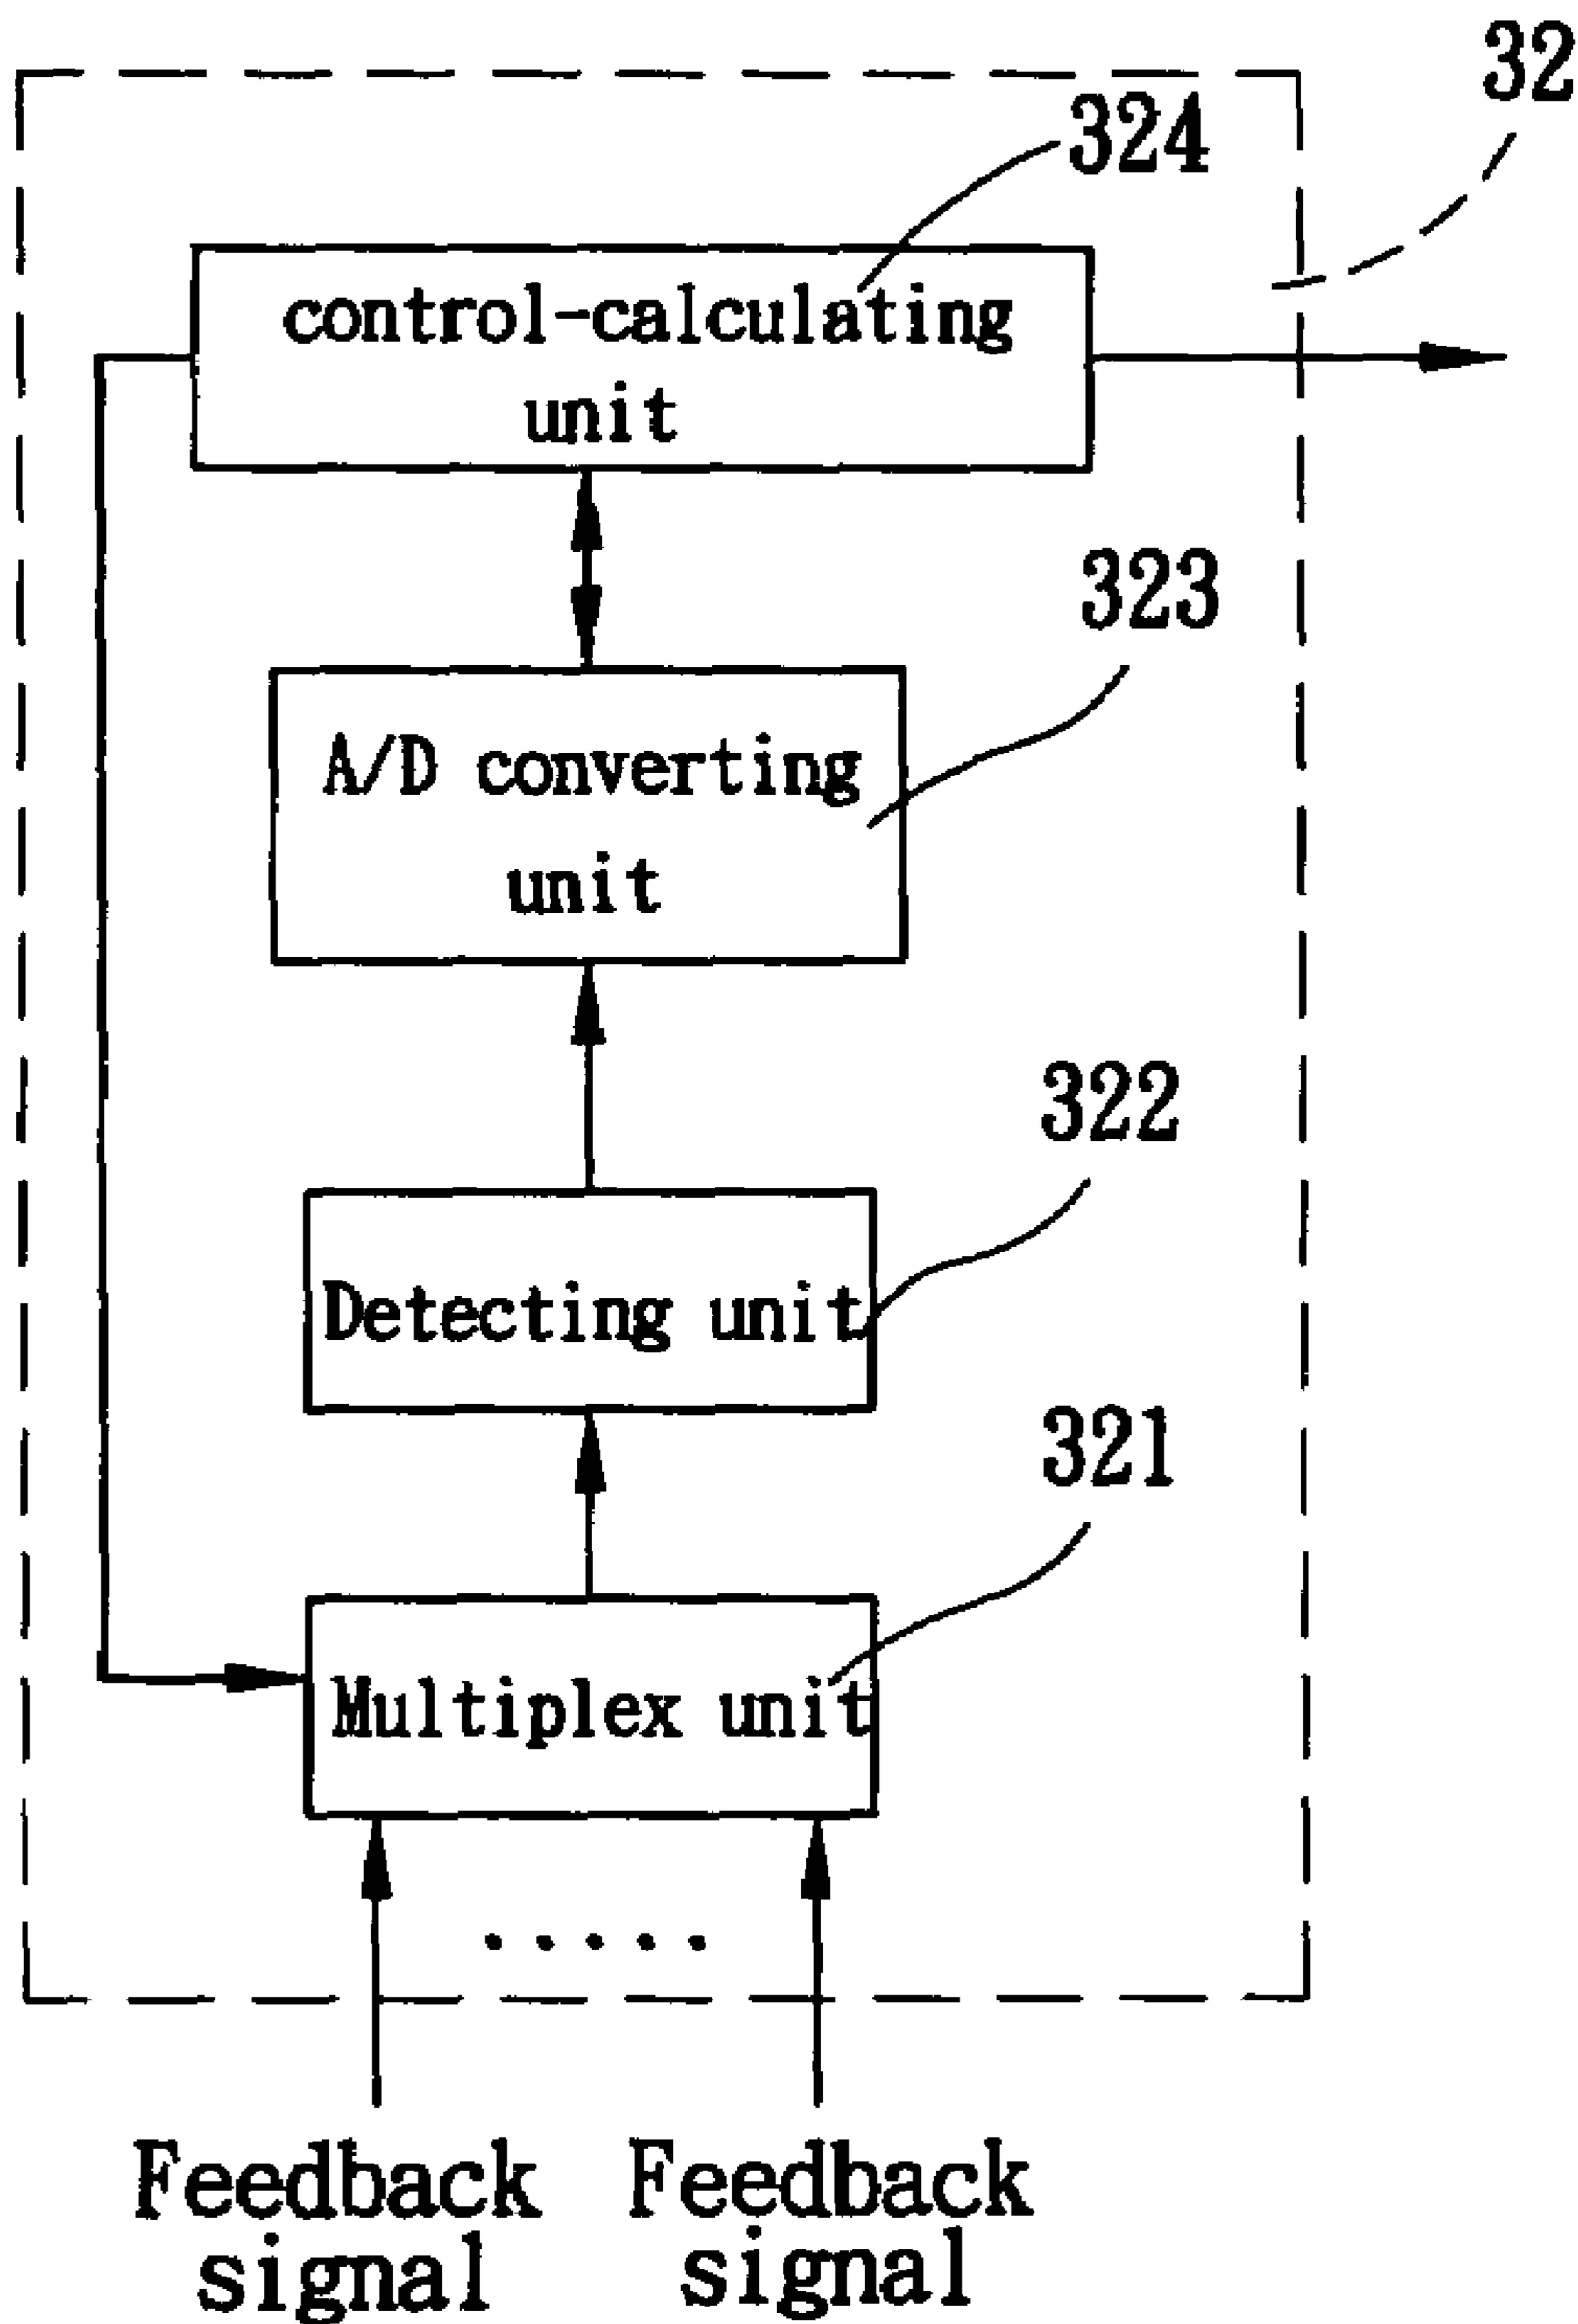 32
324
control-calculating
unit
323
A/D converting
unit
322
Detecting unit
321
Multiplex unit
.....
Feedback signal
Feedback signal